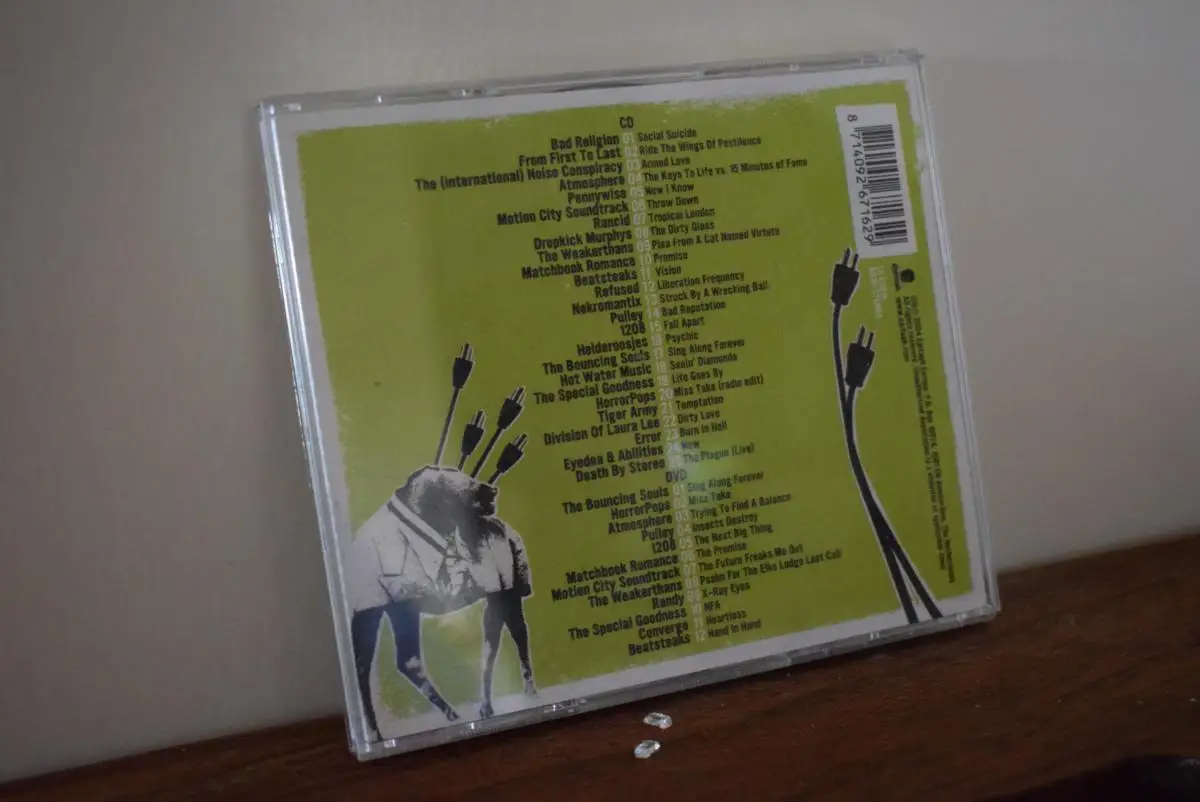 CD
Bad Religion 01 Social Suicide
From First To Last 02 Ride The Wings Of Pestilence
The (International) Noise Conspiracy 03 Armed Love
Atmosphere 04 The Keys To Life vs. 15 Minutes of Fame
Pennywise 05 Now I Know
Motion City Soundtrack 06 Throw Down
Rancid 07 Tropical London
Dropkick Murphys 08 The Dirty Glass
The Weakerthans 09 Plea From A Cat Named Virtute
Matchbook Romance 10 Promise
Beatsteaks 11 Vision
Refused 12 Liberation Frequency
Nekromantix 13 Struck By A Wrecking Ball
Pulley 14 Bad Reputation
1208 15 Fall Apart
Heideroosjes 16 Psychic
The Bouncing Souls 17 Sing Along Forever
Hot Water Music 18 Seein' Diamonds
The Special Goodness 19 Life Goes By
HorrorPops 20 Miss Take (radio edit)
Tiger Army 21 Temptation
Division Of Laura Lee 22 Dirty Love
Error 23 Burn In Hell
Eyedea & Abilities 24 Now
Death By Stereo 25 The Plague (Live)
DVD
The Bouncing Souls 01 Sing Along Forever
HorrorPops 02 Miss Take
Atmosphere 03 Trying To Find A Balance
Pulley 04 Insects Destroy
1208 05 The Next Big Thing
Matchbook Romance 06 The Promise
Motion City Soundtrack 07 The Future Freaks Me Out
The Weakerthans 08 Psalm For The Elks Lodge Last Call
Randy 09 X-Ray Eyes
The Special Goodness 10 NFA
Converge 11 Heartless
Beatsteaks 12 Hand In Hand
8 714092 671629
www.epitaph.com